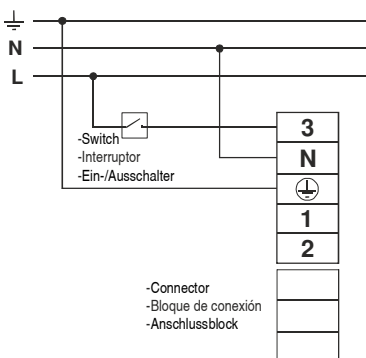 N
L
-Switch
-Interruptor
-Ein-/Ausschalter
3
N
1
2
-Connector
-Bloque de conexión
-Anschlussblock